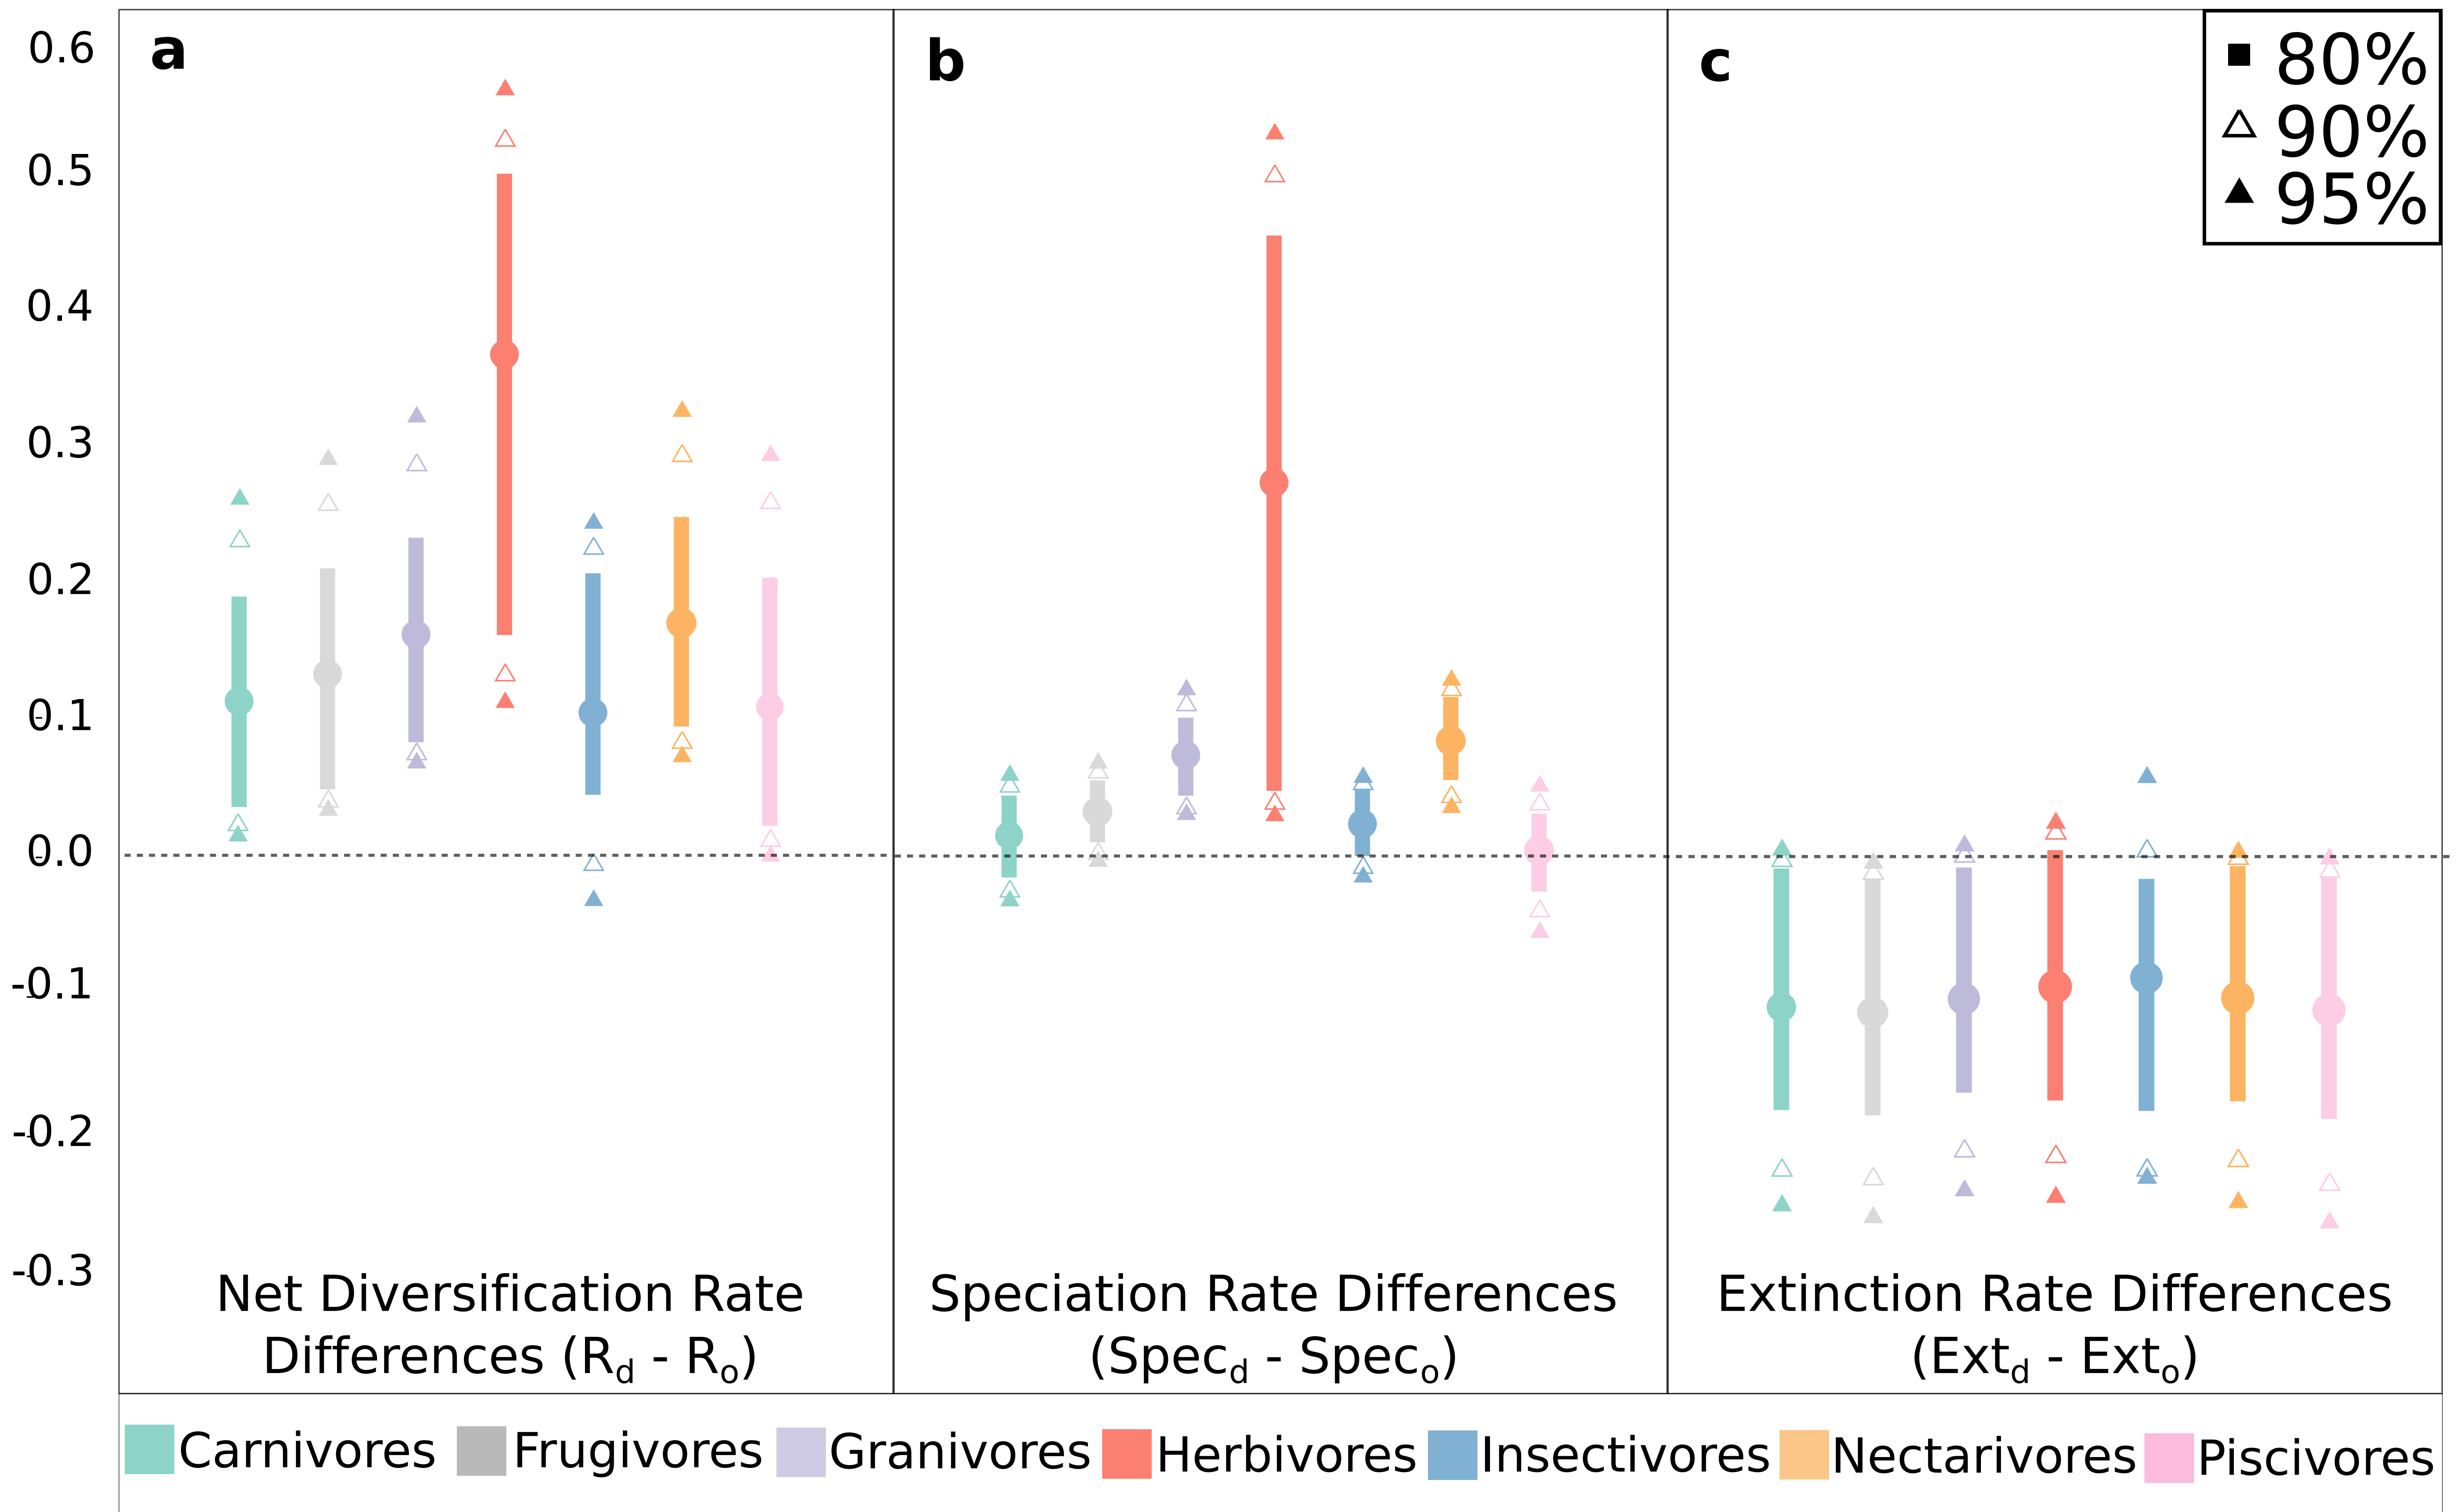 0.6
0.5
0.4
0.3
0.2
0.1
0.0
-0.1
-0.2
-0.3
a
b
c
80%
90%
95%
Net Diversification Rate
Differences (Rd - Ro)
Speciation Rate Differences
(Specd - Speco)
Extinction Rate Differences
(Extd - Exto)
Carnivores Frugivores Granivores Herbivores Insectivores Nectarivores Piscivores